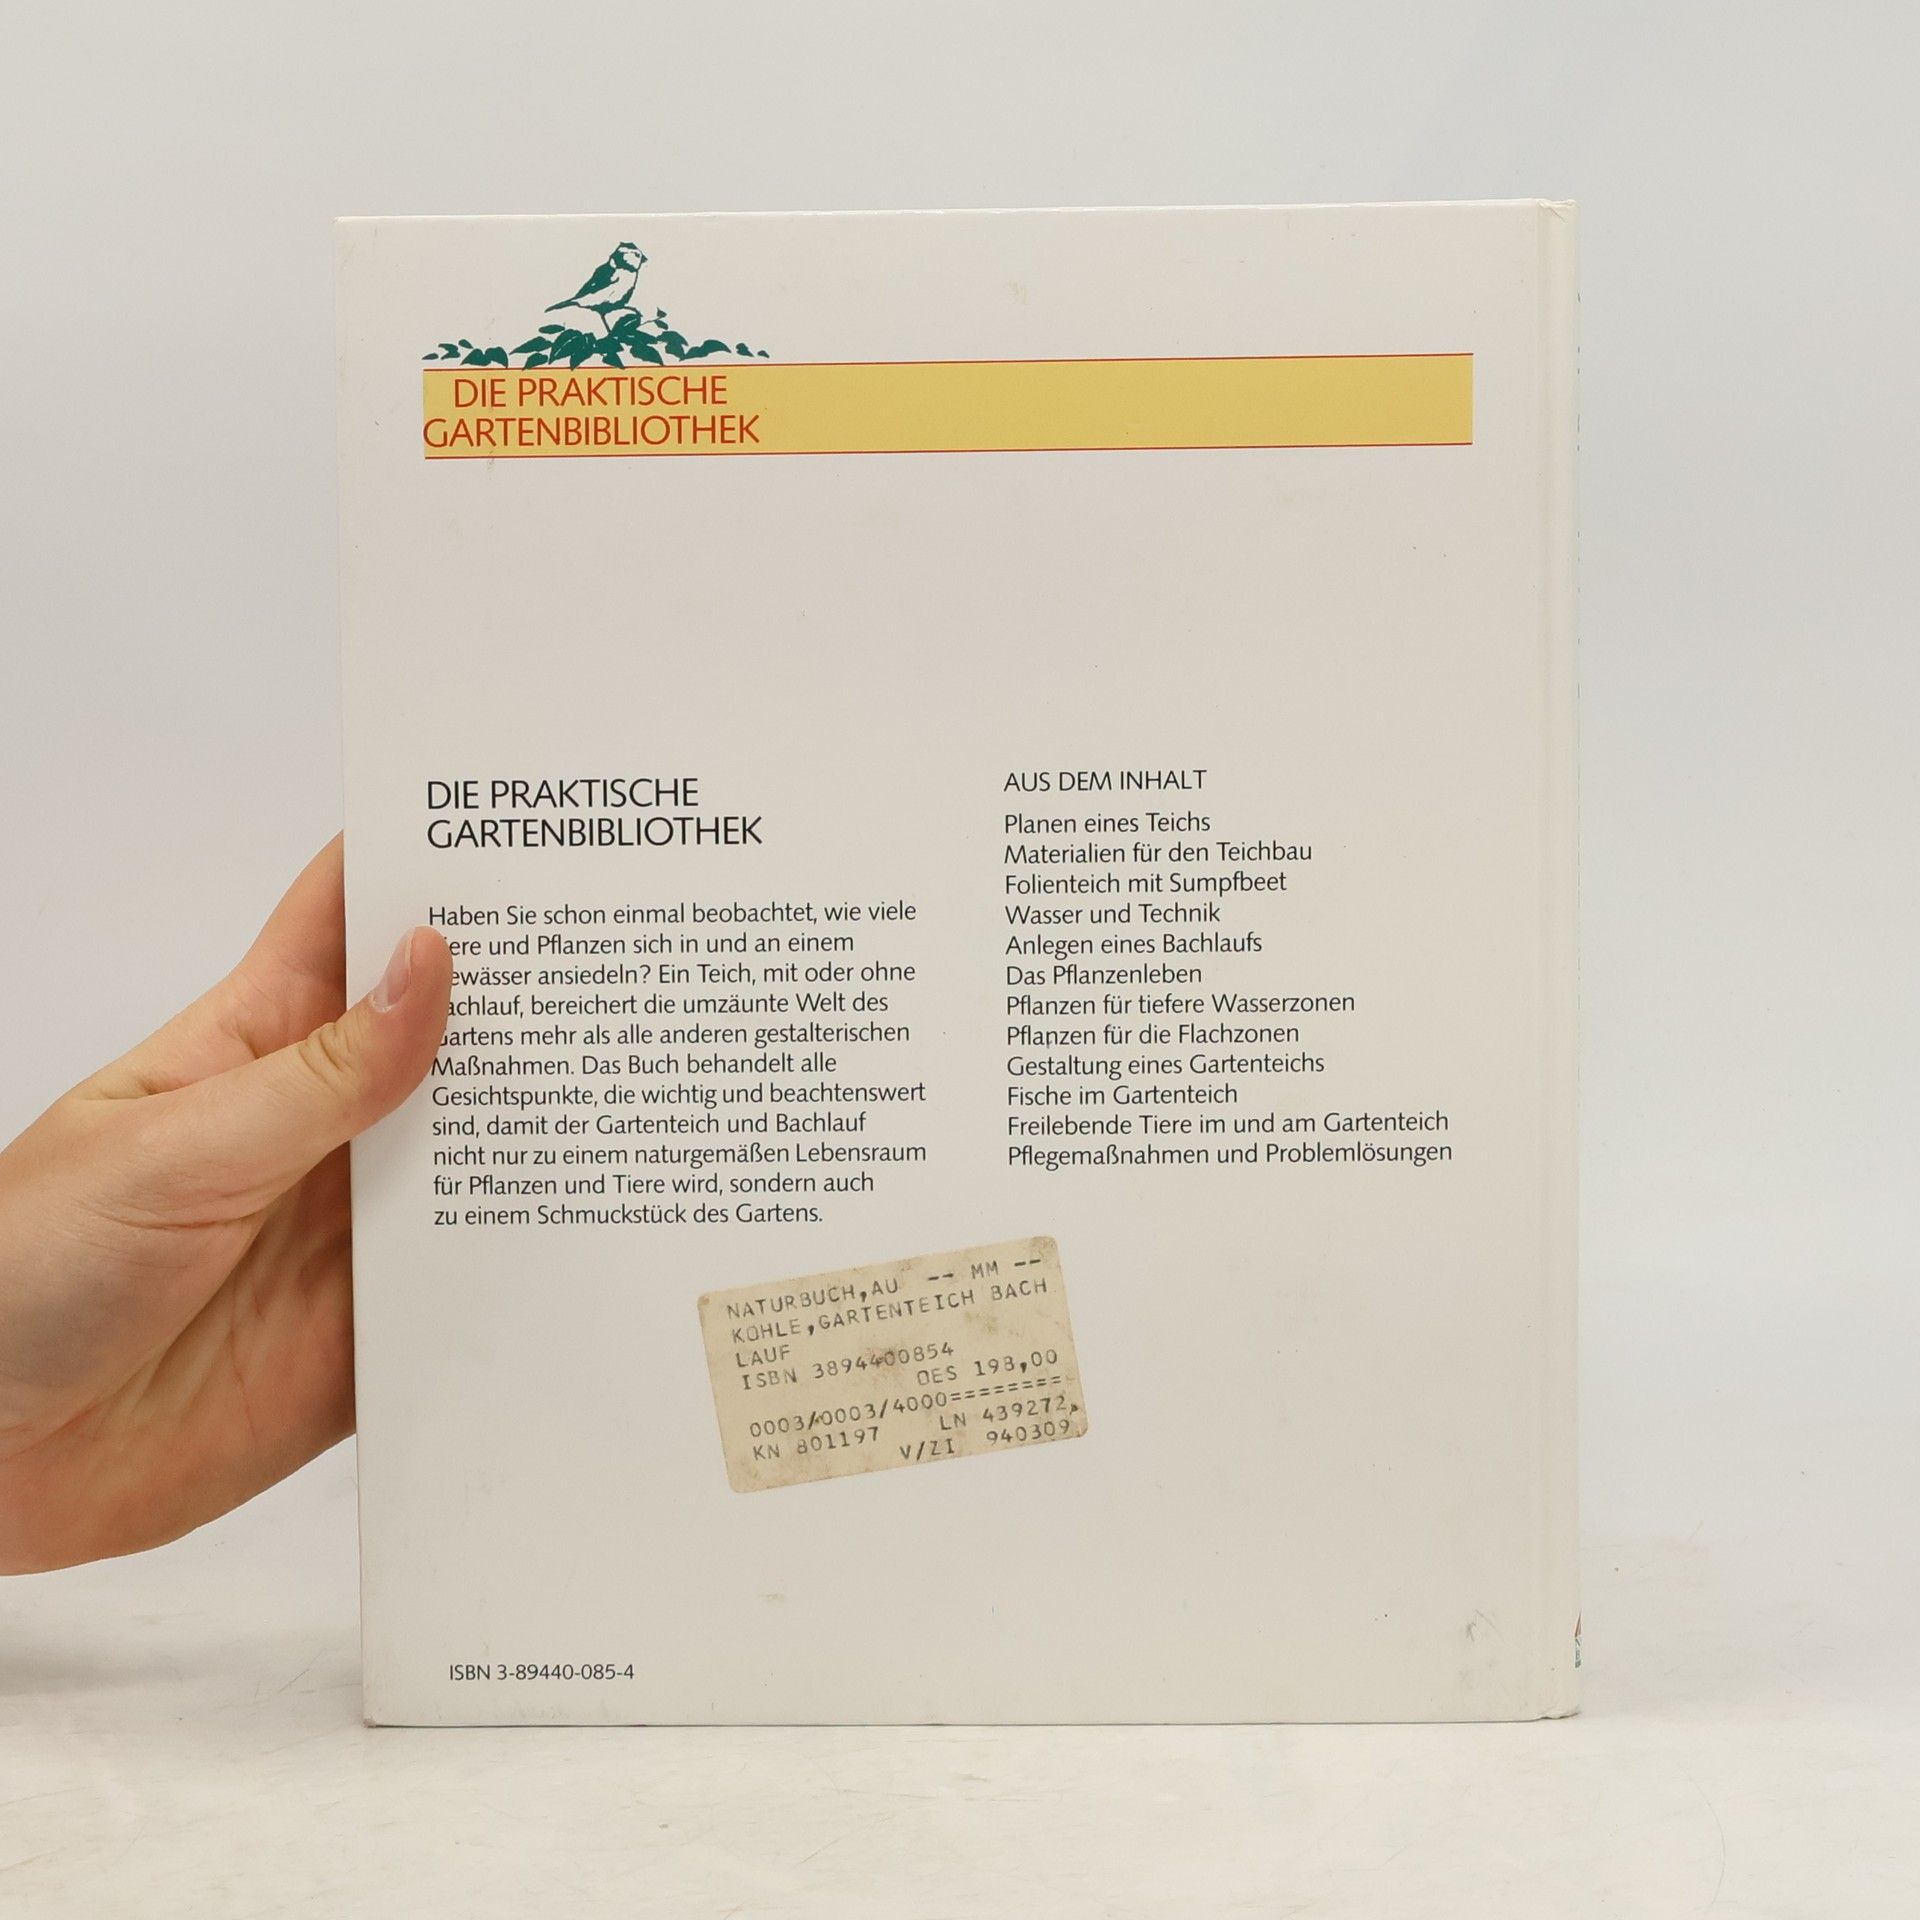 DIE PRAKTISCHE
GARTENBIBLIOTHEK
DIE PRAKTISCHE
GARTENBIBLIOTHEK
Haben Sie schon einmal beobachtet, wie viele
und Pflanzen sich in und an einem
ansiedeln? Ein Teich, mit oder ohne
bereichert die umzäunte Welt des
mehr als alle anderen gestalterischen
Maßnahmen. Das Buch behandelt alle
Gesichtspunkte, die wichtig und beachtenswert
sind, damit der Gartenteich und Bachlauf
nicht nur zu einem naturgemäßen Lebensraum
für Pflanzen und Tiere wird, sondern auch
zu einem Schmuckstück des Gartens.
AUS DEM INHALT
Planen eines Teichs
Materialien für den Teichbau
Folienteich mit Sumpfbeet
Wasser und Technik
Anlegen eines Bachlaufs
Das Pflanzenleben
Pflanzen für tiefere Wasserzonen
Pflanzen für die Flachzonen
Gestaltung eines Gartenteichs
Fische im Gartenteich
Freilebende Tiere im und am Gartenteich
Pflegemaßnahmen und Problemlösungen
NATURBUCH,AU -- MM --
KOHLE,GARTENTEICH BACH
LAUF
ISBN 3894400854
OES 198,00
0003/0003/4000========
KN 801197 LN 439272,
V/ZI 940309
ISBN 3-89440-085-4